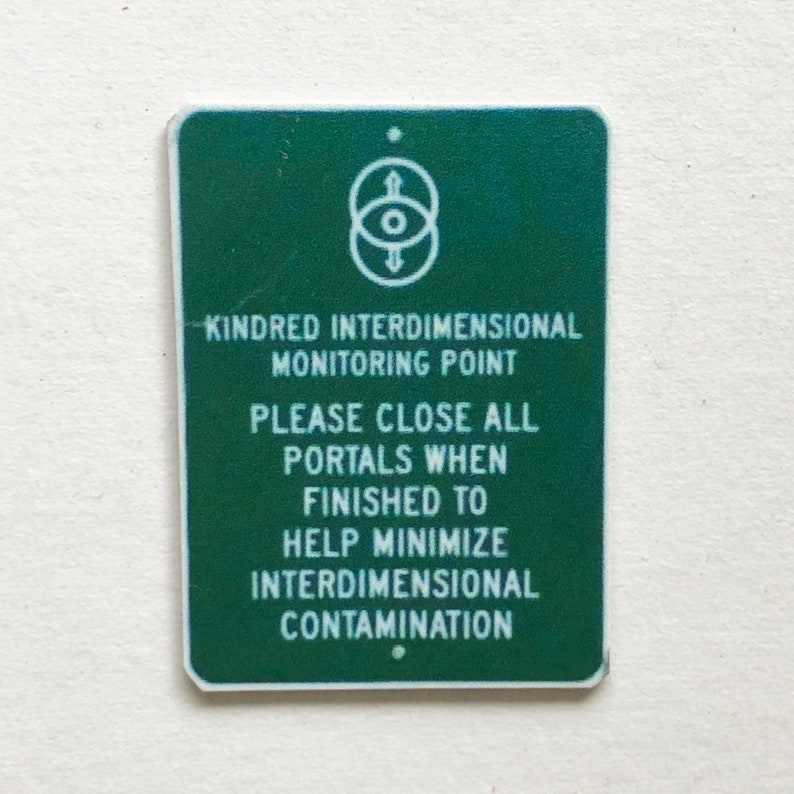 KINDRED INTERDIMENSIONAL
MONITORING POINT
PLEASE CLOSE ALL
PORTALS WHEN
FINISHED TO
HELP MINIMIZE
INTERDIMENSIONAL
CONTAMINATION